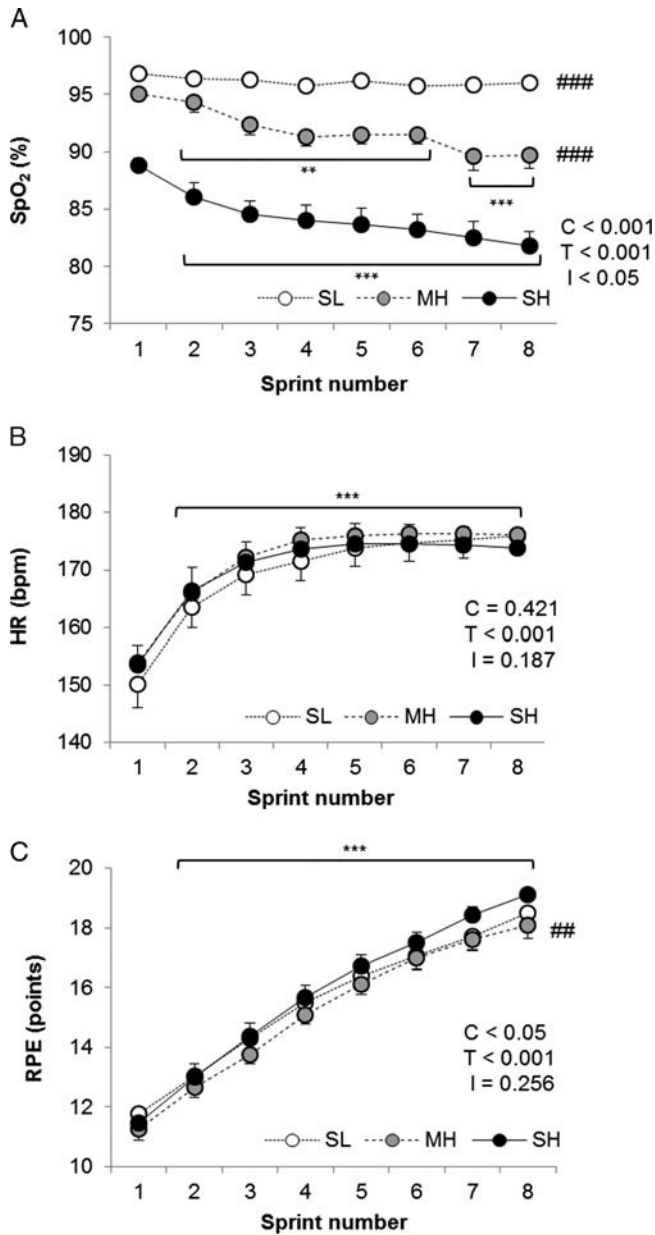 A
100
95
90
85
80
75
SpO2 (%)
###
###
**
***
***
C < 0.001
T < 0.001
I < 0.05
SL MH SH
1 2 3 4 5 6 7 8
Sprint number
B
190
180
170
160
150
140
HR (bpm)
***
C = 0.421
T < 0.001
I = 0.187
SL MH SH
1 2 3 4 5 6 7 8
Sprint number
C
20
18
16
14
12
10
RPE (points)
***
##
C < 0.05
T < 0.001
I = 0.256
SL MH SH
1 2 3 4 5 6 7 8
Sprint number